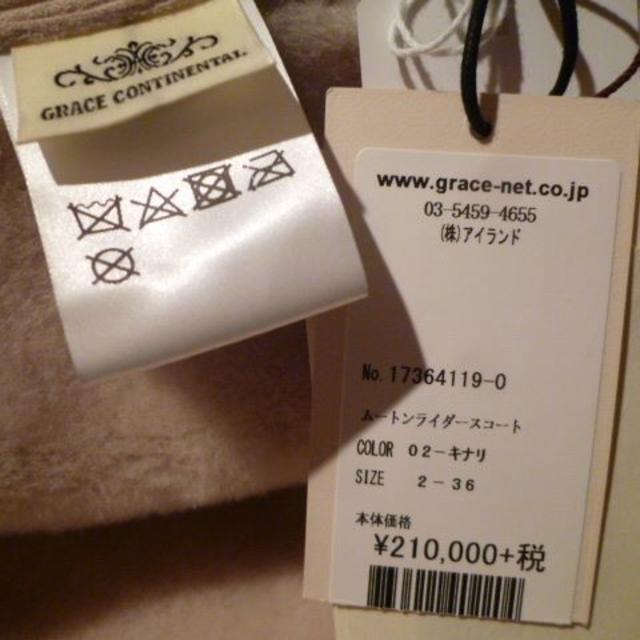 GRACE CONTINENTAL
www.grace-net.co.jp
03-5459-4655
(株)アイランド
No.17364119-0
ムートンライダースコート
COLOR 02-キナリ
SIZE 2-36
本体価格
¥210,000+税